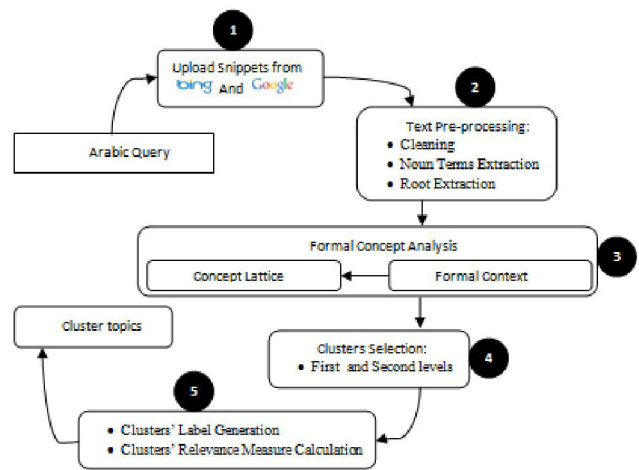 1
Upload Snippets from
bing And Google
2
Arabic Query
Text Pre-processing:
• Cleaning
• Noun Terms Extraction
• Root Extraction
Formal Concept Analysis
3
Concept Lattice
Formal Context
Cluster topics
Clusters Selection:
• First and Second levels
4
5
• Clusters' Label Generation
• Clusters' Relevance Measure Calculation